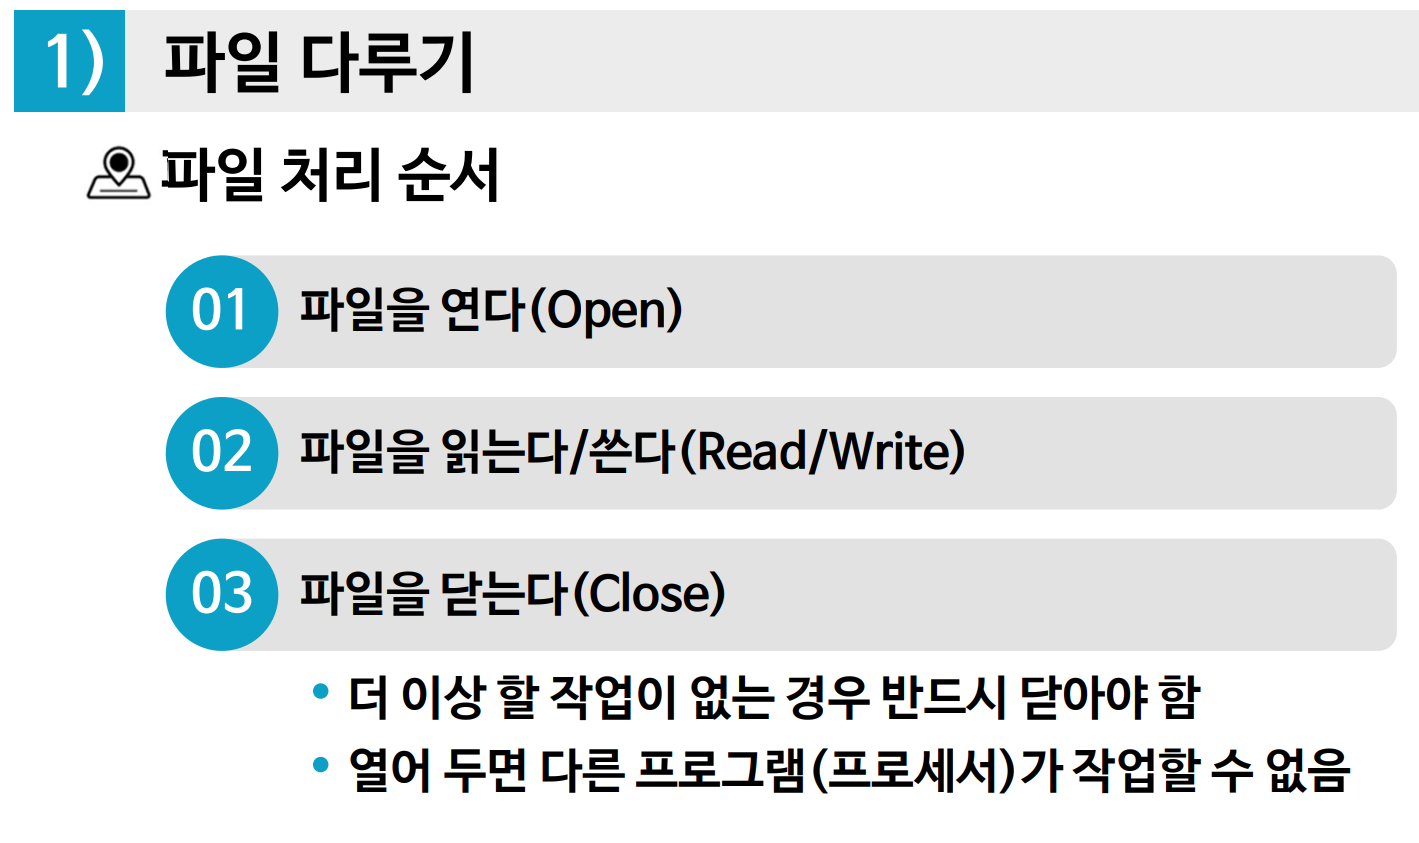 1) 파일 다루기
파일 처리 순서
01 파일을 연다(Open)
02 파일을 읽는다/쓴다(Read/Write)
03 파일을 닫는다(Close)
• 더 이상 할 작업이 없는 경우 반드시 닫아야 함
• 열어 두면 다른 프로그램(프로세서)가 작업할 수 없음